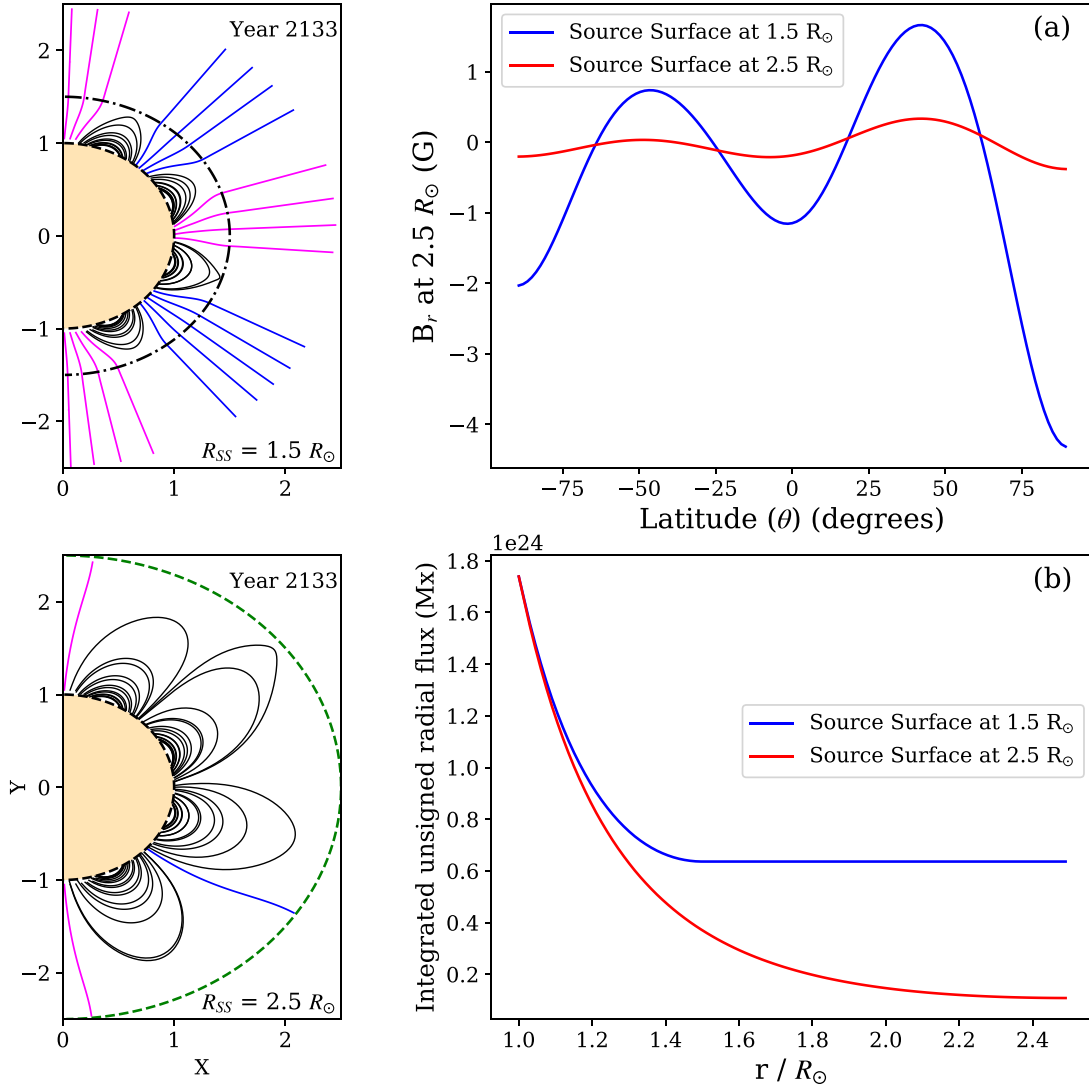 Year 2133
2
1
0
−1
−2
0
1
2
R_SS = 1.5 R_⊙
Source Surface at 1.5 R_⊙
Source Surface at 2.5 R_⊙
(a)
B_r at 2.5 R_⊙ (G)
1
0
−1
−2
−3
−4
−75
−50
−25
0
25
50
75
Latitude (θ) (degrees)
Year 2133
Y
2
1
0
−1
−2
0
1
2
X
R_SS = 2.5 R_⊙
1e24
(b)
Integrated unsigned radial flux (Mx)
1.8
1.6
1.4
1.2
1.0
0.8
0.6
0.4
0.2
Source Surface at 1.5 R_⊙
Source Surface at 2.5 R_⊙
1.0
1.2
1.4
1.6
1.8
2.0
2.2
2.4
r / R_⊙